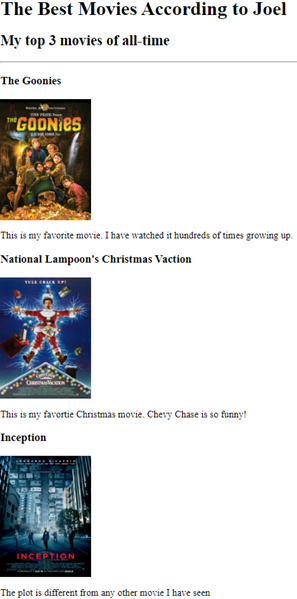 The Best Movies According to Joel
My top 3 movies of all-time
The Goonies
THE GOONIES
This is my favorite movie. I have watched it hundreds of times growing up.
National Lampoon's Christmas Vaction
YULE CRACK UP!
CHRISTMAS VACATION
This is my favortie Christmas movie. Chevy Chase is so funny!
Inception
LEONARDO DICAPRIO
INCEPTION
The plot is different from any other movie I have seen